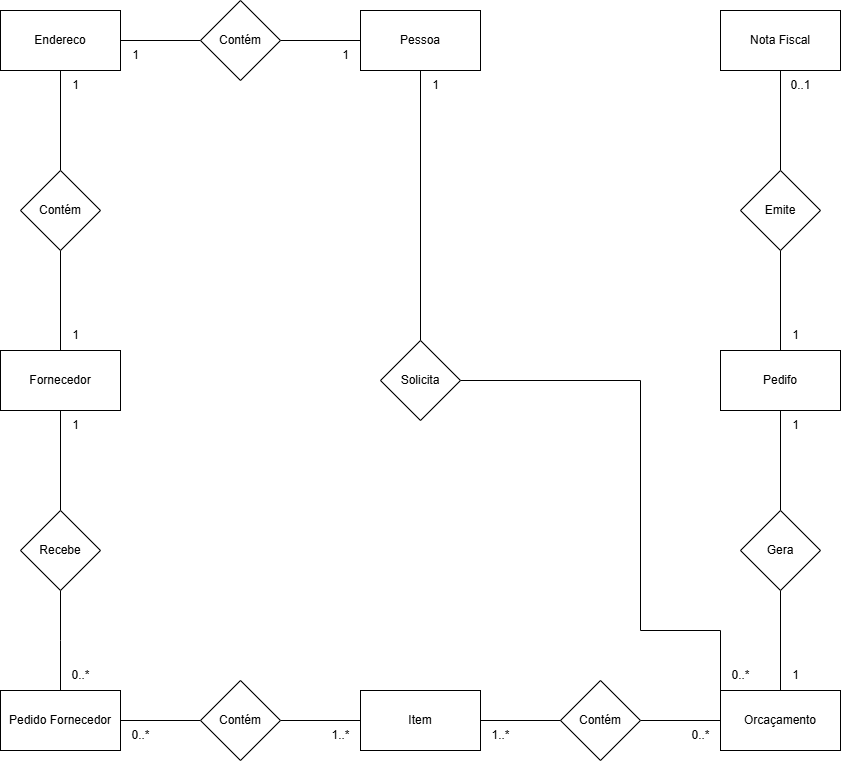 Endereco
Contém
Pessoa
Nota Fiscal
1
1
1
1
0..1
Contém
Emite
1
1
Fornecedor
Solicita
Pedifo
1
1
Recebe
Gera
0..*
0..*
1
Pedido Fornecedor
Contém
Item
Contém
Orcaçamento
0..*
1..*
1..*
0..*